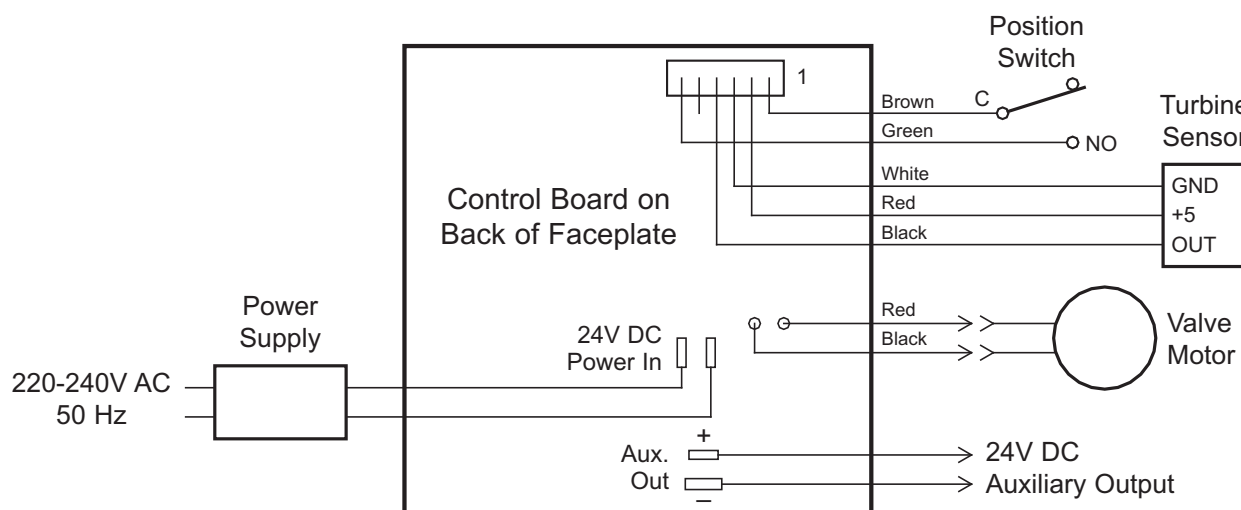 Position
Switch
1
Brown
C
Turbine
Sensor
Green
NO
White
GND
Control Board on
Back of Faceplate
Red
+5
Black
OUT
Power
Supply
24V DC
Power In
Red
Black
Valve
Motor
220-240V AC
50 Hz
+
Aux.
Out
–
24V DC
Auxiliary Output